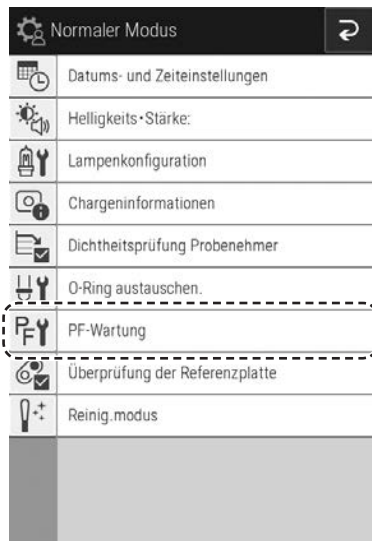 Normaler Modus
Datums- und Zeiteinstellungen
Helligkeits・Stärke:
Lampenkonfiguration
Chargeninformationen
Dichtheitsprüfung Probenehmer
O-Ring austauschen.
PF PF-Wartung
Überprüfung der Referenzplatte
Reinig.modus